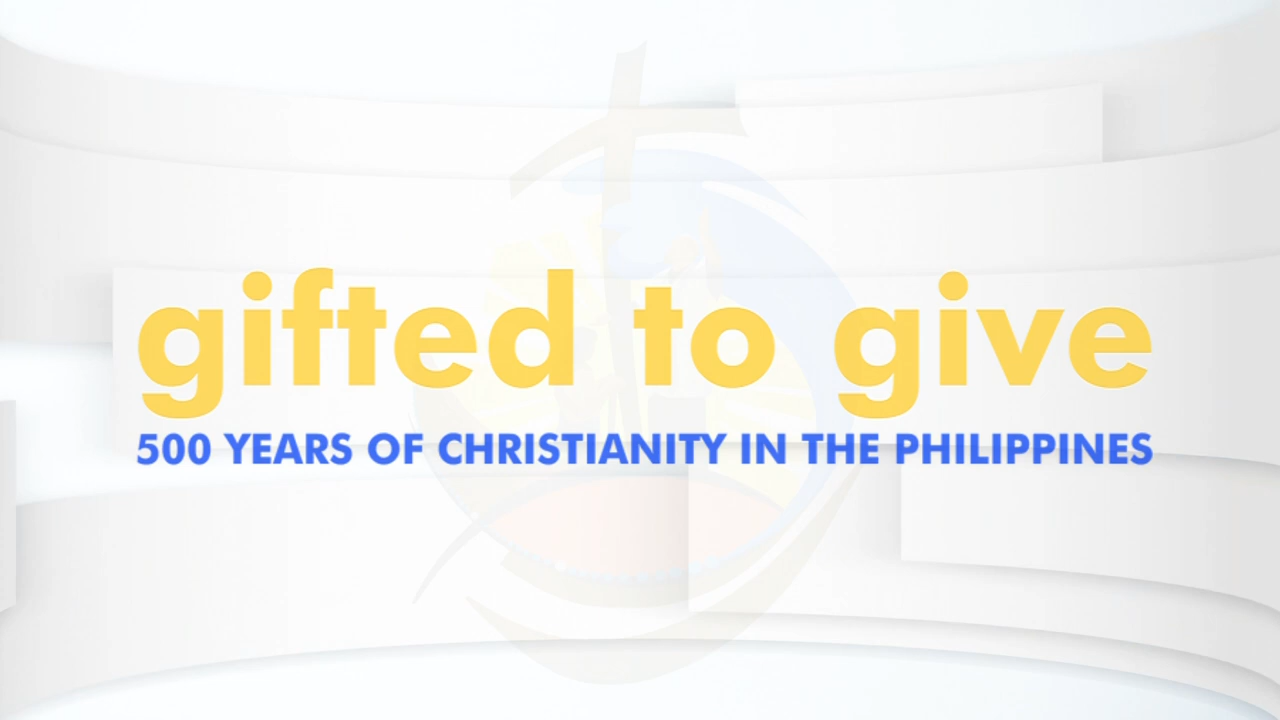 gifted to give
500 YEARS OF CHRISTIANITY IN THE PHILIPPINES